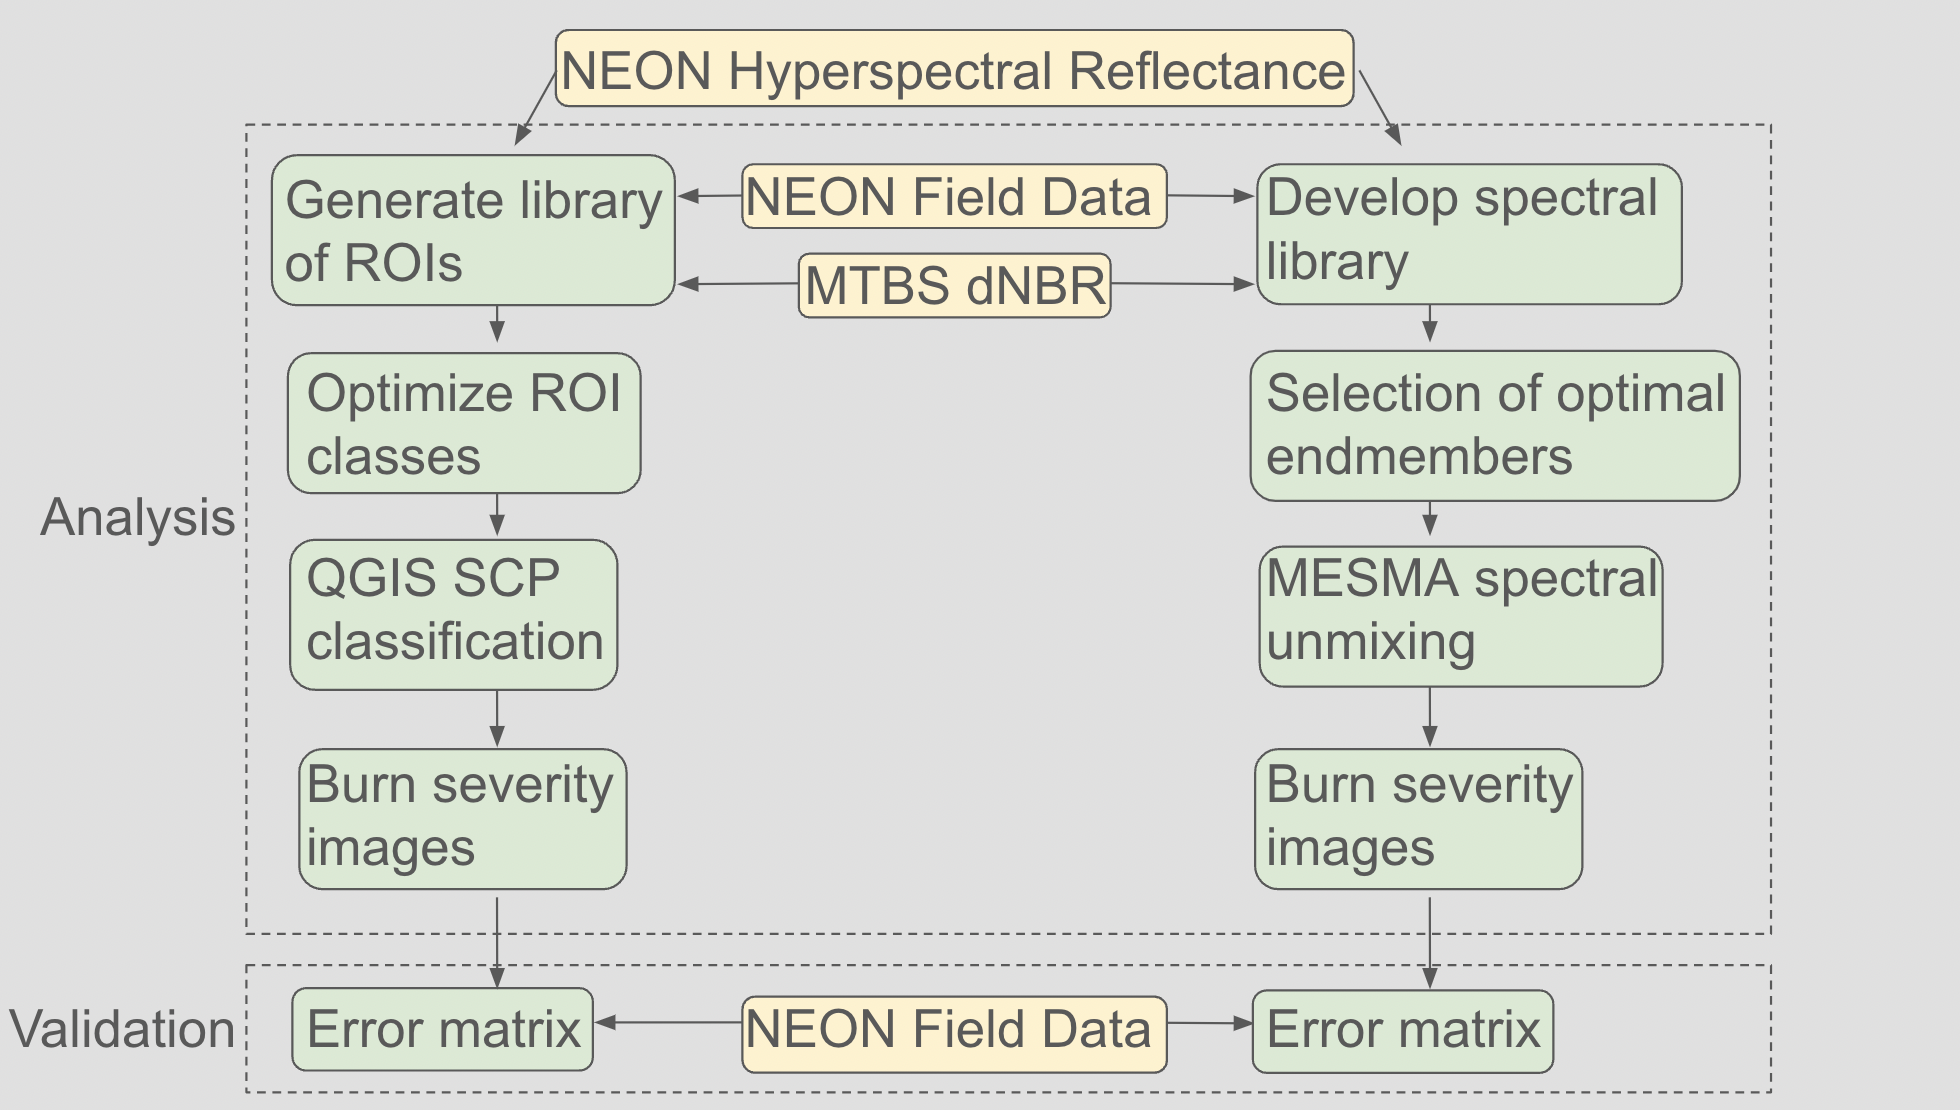 NEON Hyperspectral Reflectance
Generate library
of ROIs
NEON Field Data
MTBS dNBR
Develop spectral
library
Optimize ROI
classes
Selection of optimal
endmembers
Analysis
QGIS SCP
classification
MESMA spectral
unmixing
Burn severity
images
Burn severity
images
Validation
Error matrix
NEON Field Data
Error matrix